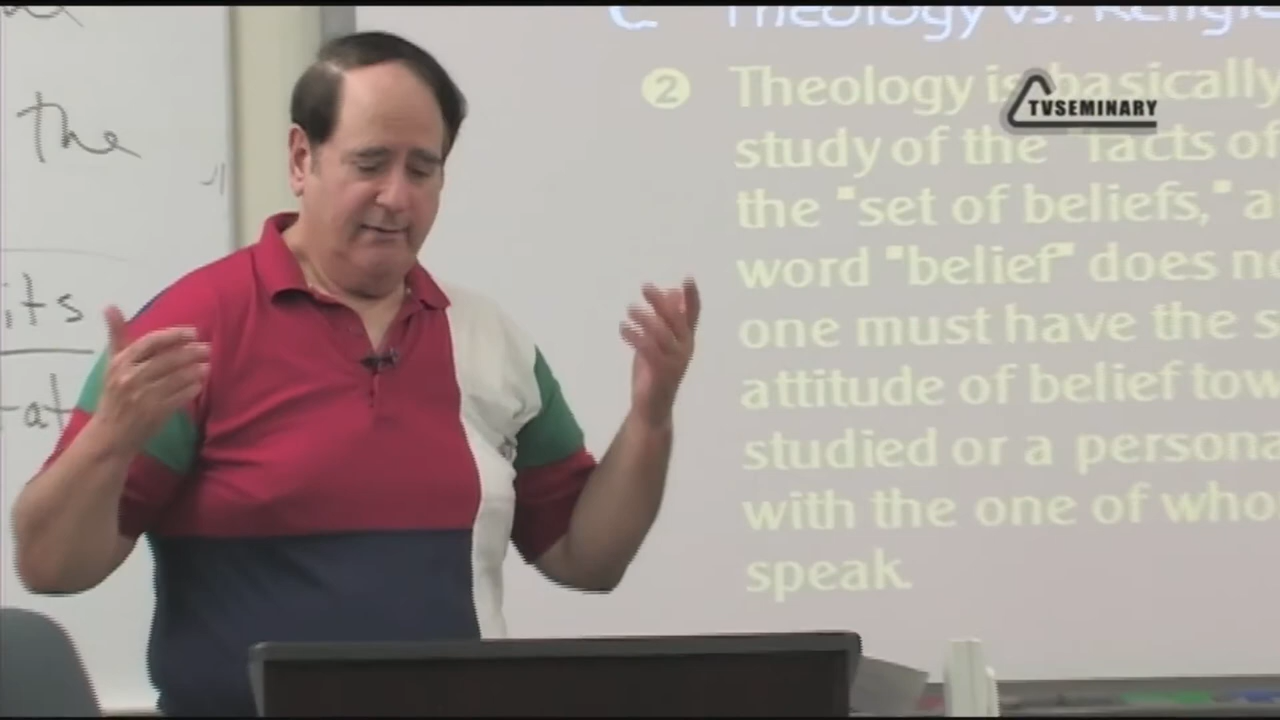 the
its
C Theology vs. Religi
2 Theology is basically
TVSEMINARY
study of the "facts of
the "set of beliefs," a
word "belief" does no
one must have the s
attitude of belief tow
studied or a persona
with the one of who
speak.